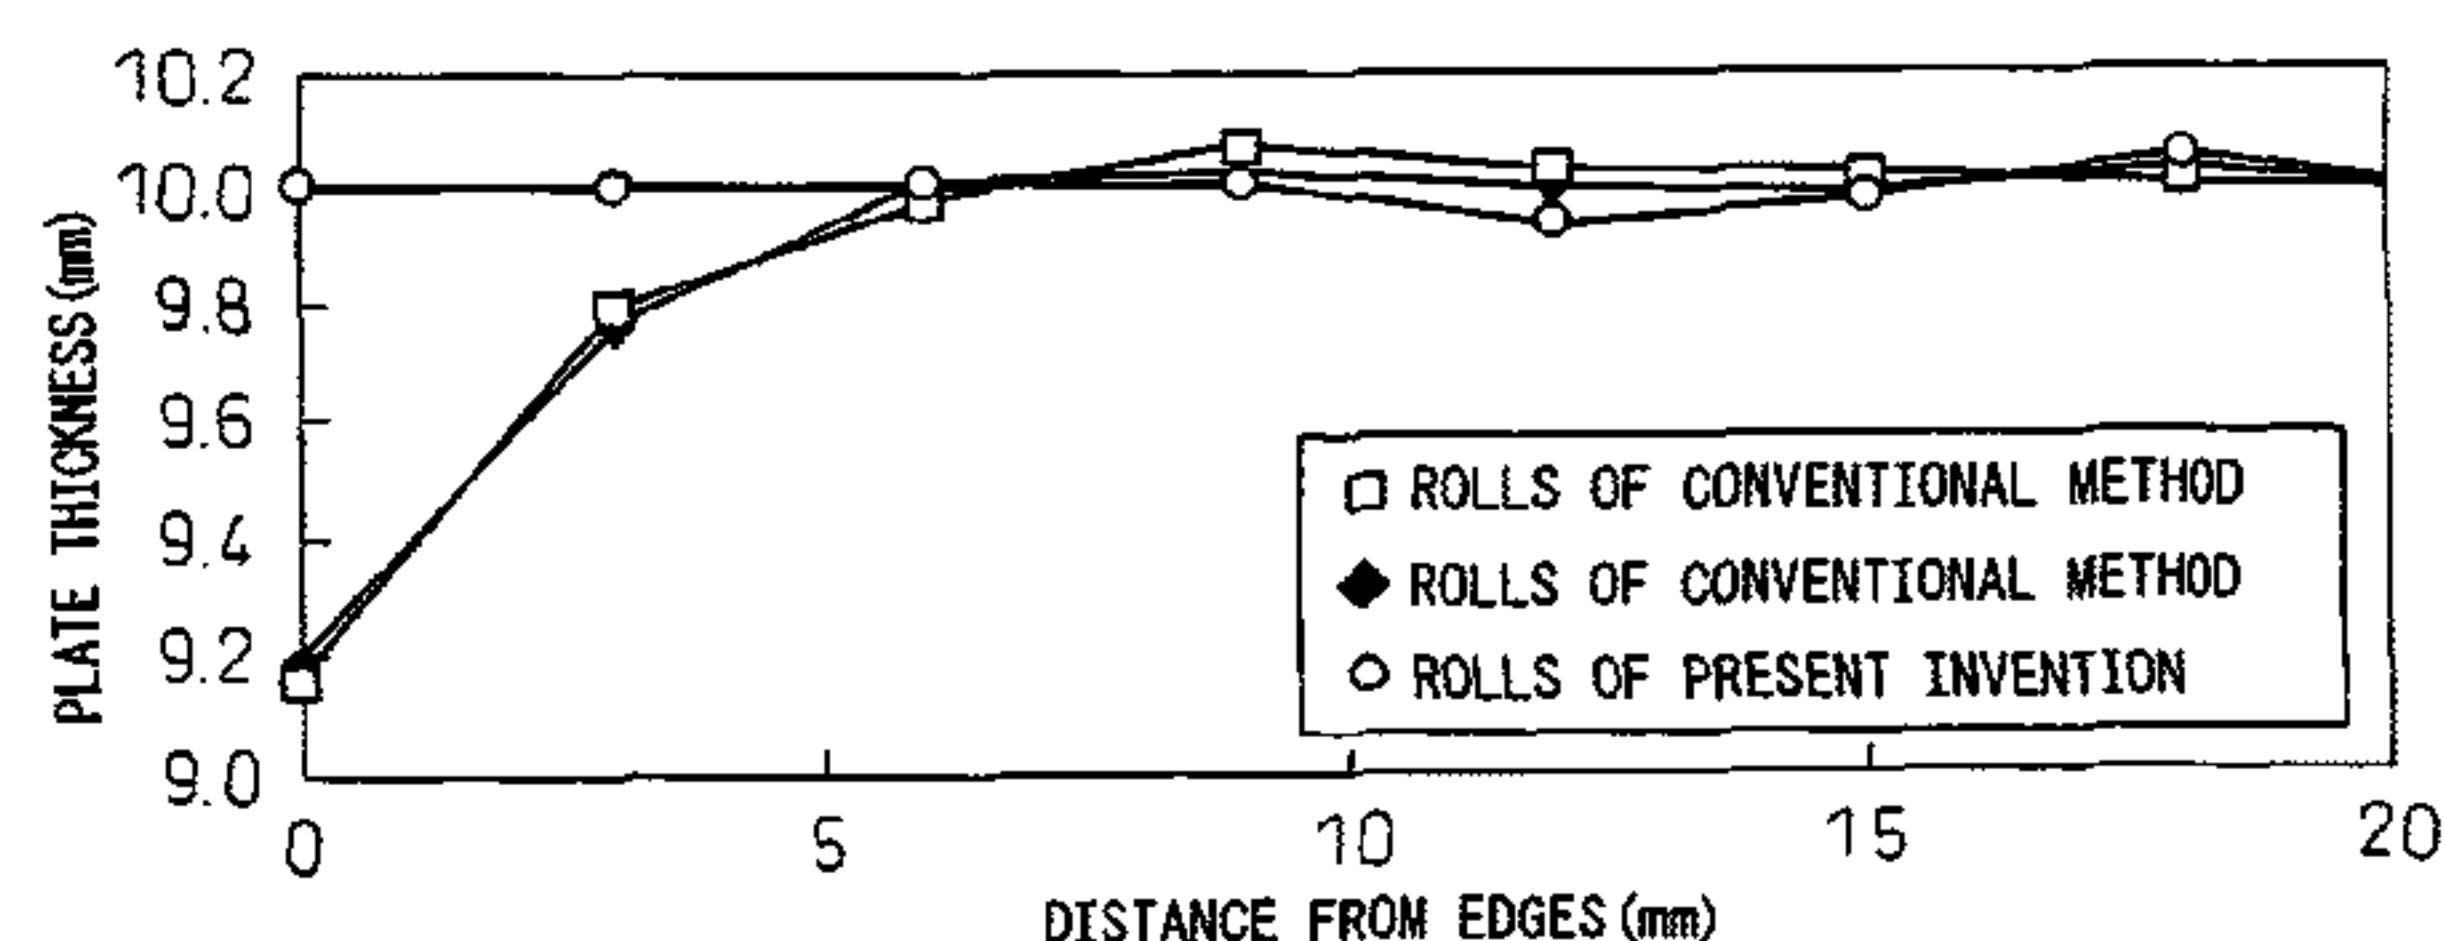 10.2
10.0
9.8
9.6
9.4
9.2
9.0
PLATE THICKNESS(mm)
□ ROLLS OF CONVENTIONAL METHOD
◆ ROLLS OF CONVENTIONAL METHOD
○ ROLLS OF PRESENT INVENTION
0 5 10 15 20
DISTANCE FROM EDGES(mm)